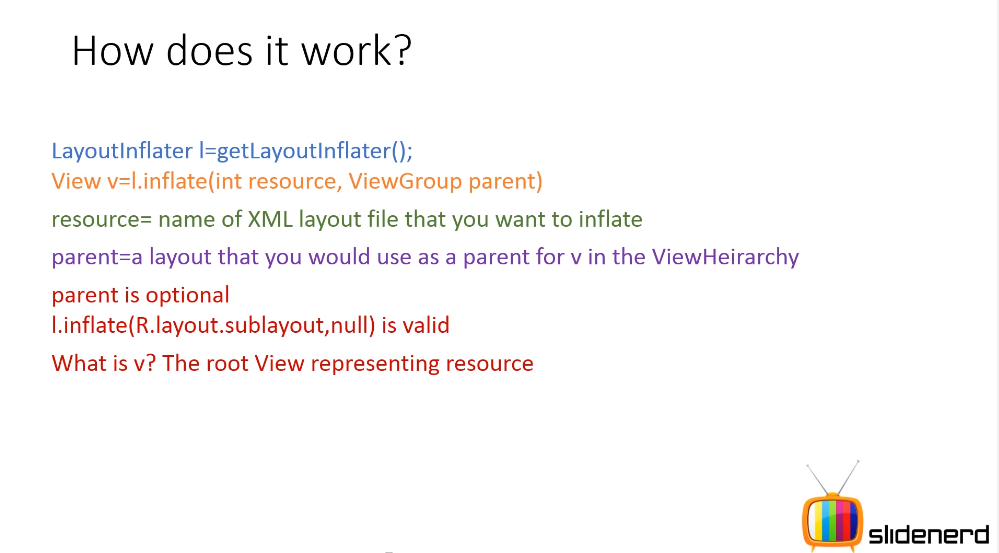 How does it work?
LayoutInflater l=getLayoutInflater();
View v=l.inflate(int resource, ViewGroup parent)
resource= name of XML layout file that you want to inflate
parent=a layout that you would use as a parent for v in the ViewHeirarchy
parent is optional
l.inflate(R.layout.sublayout,null) is valid
What is v? The root View representing resource
slidenerd